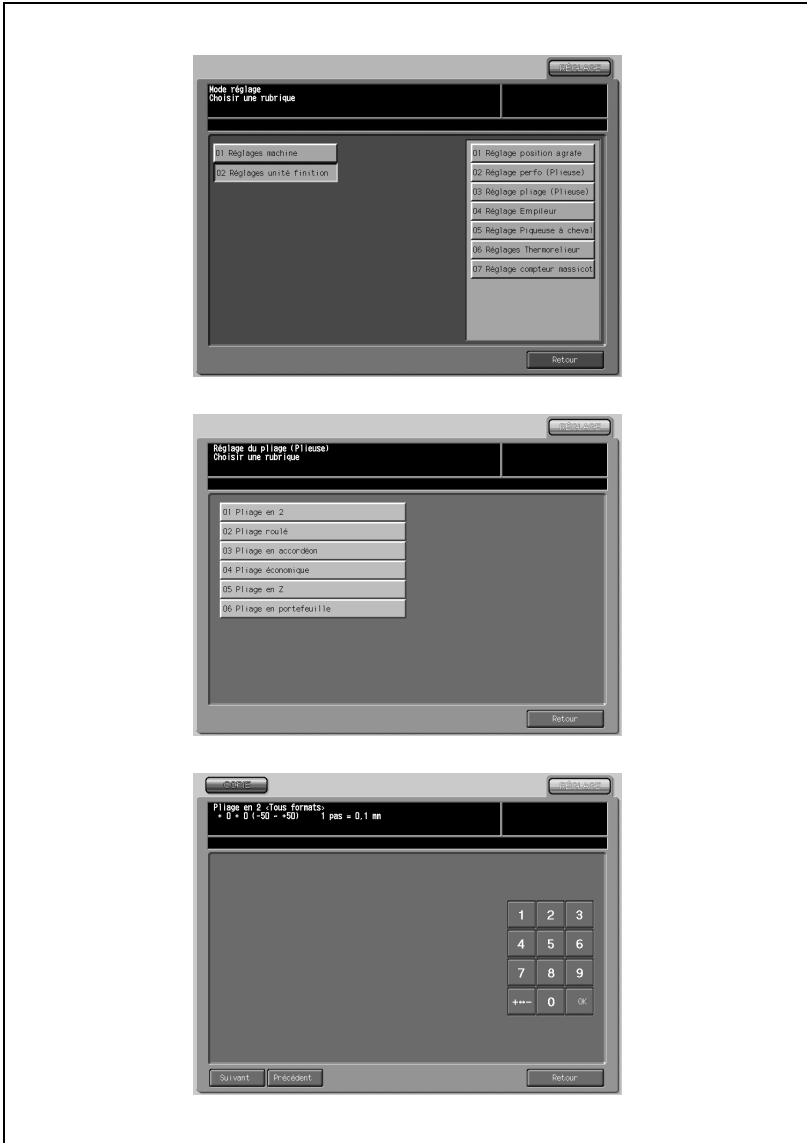 RÉGLAGE
Mode réglage
Choisir une rubrique
01 Réglages machine
02 Réglages unité finition
01 Réglage position agrafe
02 Réglage perfo (Plieuse)
03 Réglage pliage (Plieuse)
04 Réglage Empileur
05 Réglage Piqueuse à cheval
06 Réglages Thermorelieur
07 Réglage compteur massicot
Retour
RÉGLAGE
Réglage du pliage (Plieuse)
Choisir une rubrique
01 Pliage en 2
02 Pliage roulé
03 Pliage en accordéon
04 Pliage économique
05 Pliage en Z
06 Pliage en portefeuille
Retour
COPIE
RÉGLAGE
Pliage en 2 <Tous formats>
+ 0 + 0 (-50 ~ +50) 1 pas = 0,1 mm
1 2 3
4 5 6
7 8 9
+↔- 0 OK
Suivant Précédent Retour